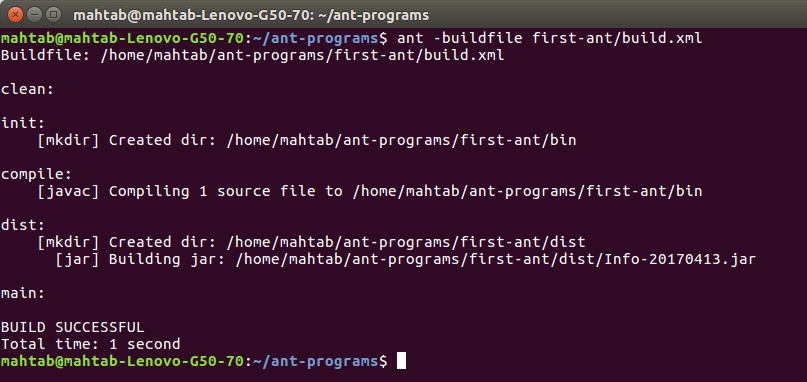 mahtab@mahtab-Lenovo-G50-70: ~/ant-programs
mahtab@mahtab-Lenovo-G50-70:~/ant-programs$ ant -buildfile first-ant/build.xml
Buildfile: /home/mahtab/ant-programs/first-ant/build.xml

clean:

init:
    [mkdir] Created dir: /home/mahtab/ant-programs/first-ant/bin

compile:
    [javac] Compiling 1 source file to /home/mahtab/ant-programs/first-ant/bin

dist:
    [mkdir] Created dir: /home/mahtab/ant-programs/first-ant/dist
      [jar] Building jar: /home/mahtab/ant-programs/first-ant/dist/Info-20170413.jar

main:

BUILD SUCCESSFUL
Total time: 1 second
mahtab@mahtab-Lenovo-G50-70:~/ant-programs$